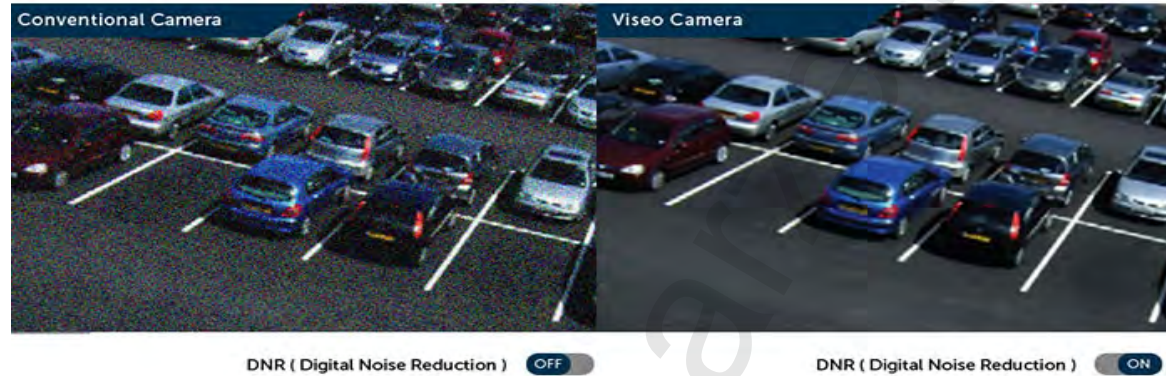 Conventional Camera
Viseo Camera
DNR ( Digital Noise Reduction )
OFF
DNR ( Digital Noise Reduction )
ON